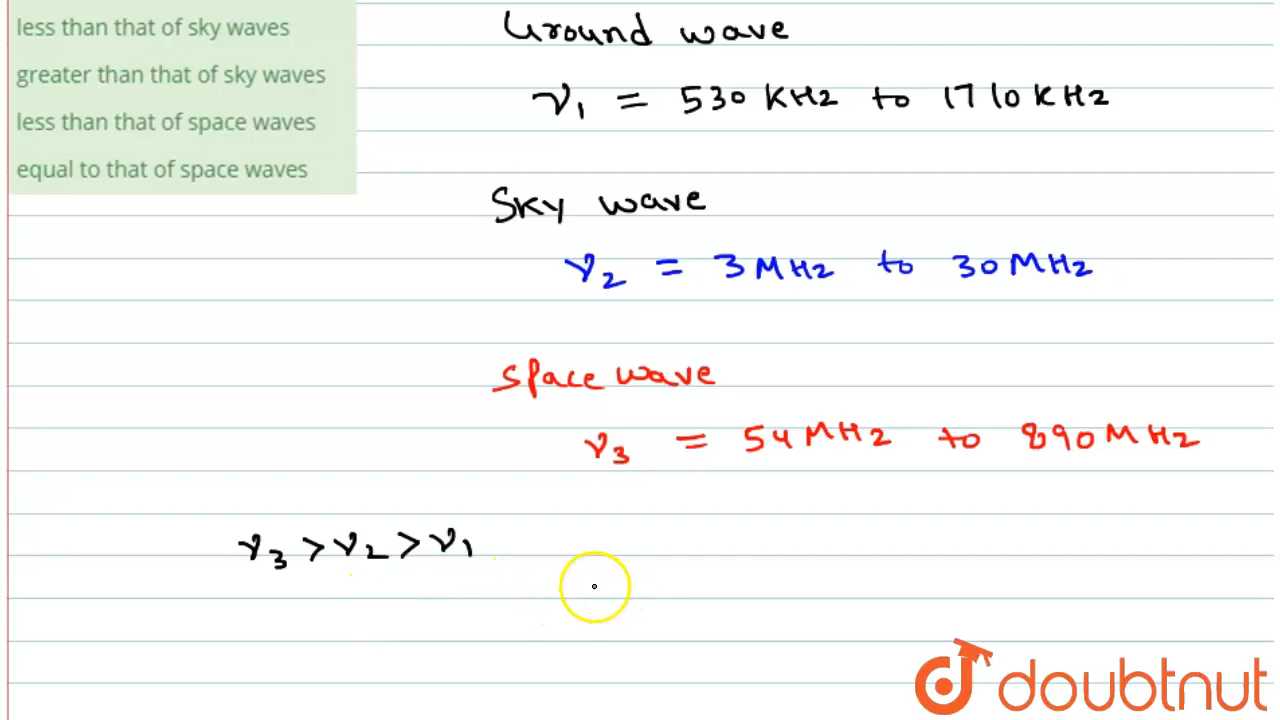 less than that of sky waves
greater than that of sky waves
less than that of space waves
equal to that of space waves
Ground wave
ν₁ = 530 KHz to 1710 KHz
Sky wave
ν₂ = 3 MHz to 30 MHz
Space wave
ν₃ = 54 MHz to 890 MHz
ν₃ > ν₂ > ν₁
doubtnut